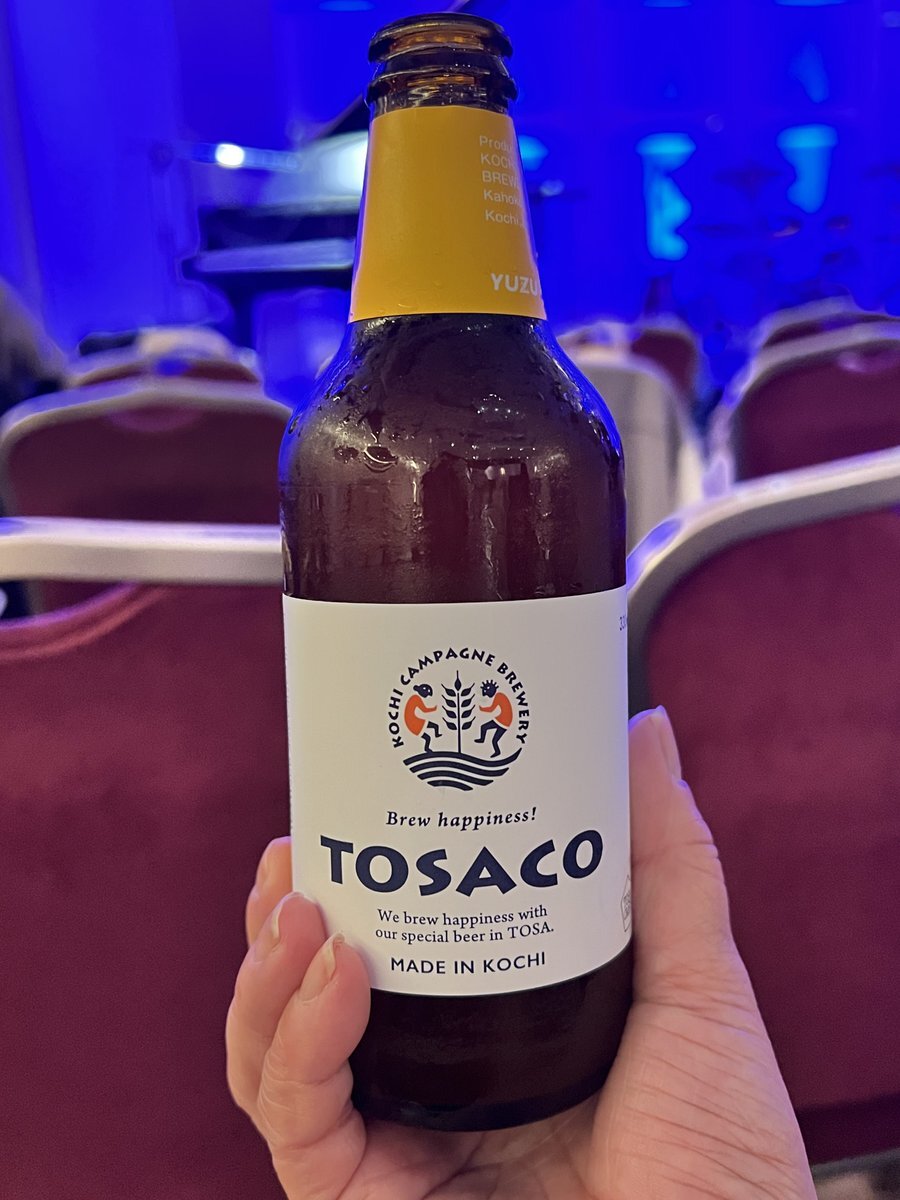 KOCHI
YUZU
KOCHI CAMPAGNE BREWERY
Brew happiness!
TOSACO
We brew happiness with
our special beer in TOSA.
MADE IN KOCHI